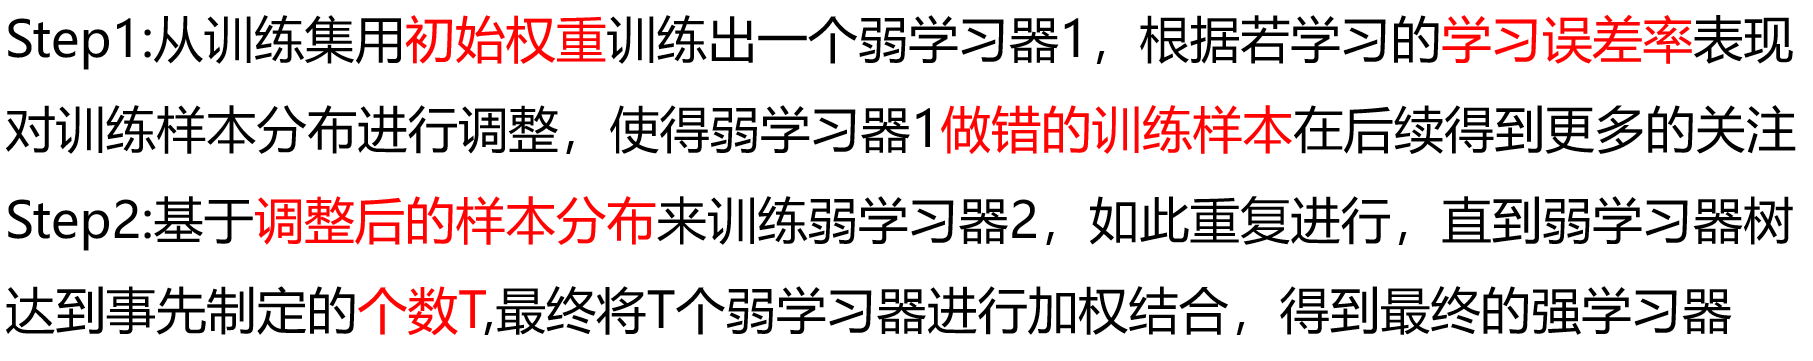 Step1:从训练集用初始权重训练出一个弱学习器1，根据若学习的学习误差率表现
对训练样本分布进行调整，使得弱学习器1做错的训练样本在后续得到更多的关注
Step2:基于调整后的样本分布来训练弱学习器2，如此重复进行，直到弱学习器树
达到事先制定的个数T,最终将T个弱学习器进行加权结合，得到最终的强学习器